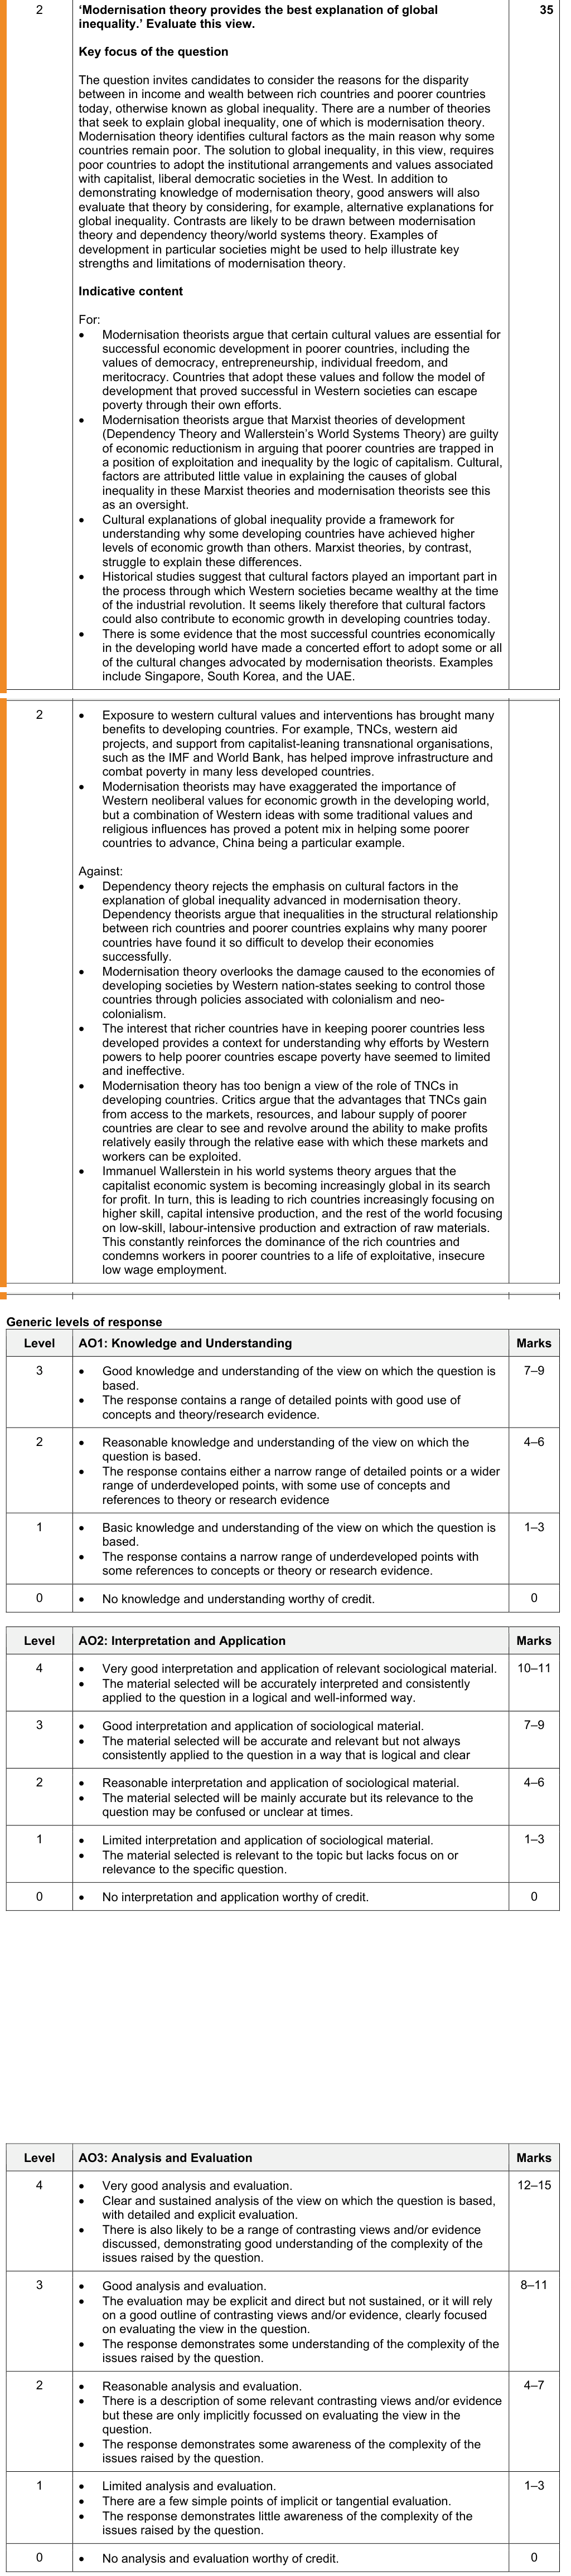 2
‘Modernisation theory provides the best explanation of global
inequality.’ Evaluate this view.
35
Key focus of the question
The question invites candidates to consider the reasons for the disparity
between in income and wealth between rich countries and poorer countries
today, otherwise known as global inequality. There are a number of theories
that seek to explain global inequality, one of which is modernisation theory.
Modernisation theory identifies cultural factors as the main reason why some
countries remain poor. The solution to global inequality, in this view, requires
poor countries to adopt the institutional arrangements and values associated
with capitalist, liberal democratic societies in the West. In addition to
demonstrating knowledge of modernisation theory, good answers will also
evaluate that theory by considering, for example, alternative explanations for
global inequality. Contrasts are likely to be drawn between modernisation
theory and dependency theory/world systems theory. Examples of
development in particular societies might be used to help illustrate key
strengths and limitations of modernisation theory.
Indicative content
For:
• Modernisation theorists argue that certain cultural values are essential for
successful economic development in poorer countries, including the
values of democracy, entrepreneurship, individual freedom, and
meritocracy. Countries that adopt these values and follow the model of
development that proved successful in Western societies can escape
poverty through their own efforts.
• Modernisation theorists argue that Marxist theories of development
(Dependency Theory and Wallerstein’s World Systems Theory) are guilty
of economic reductionism in arguing that poorer countries are trapped in
a position of exploitation and inequality by the logic of capitalism. Cultural,
factors are attributed little value in explaining the causes of global
inequality in these Marxist theories and modernisation theorists see this
as an oversight.
• Cultural explanations of global inequality provide a framework for
understanding why some developing countries have achieved higher
levels of economic growth than others. Marxist theories, by contrast,
struggle to explain these differences.
• Historical studies suggest that cultural factors played an important part in
the process through which Western societies became wealthy at the time
of the industrial revolution. It seems likely therefore that cultural factors
could also contribute to economic growth in developing countries today.
• There is some evidence that the most successful countries economically
in the developing world have made a concerted effort to adopt some or all
of the cultural changes advocated by modernisation theorists. Examples
include Singapore, South Korea, and the UAE.
2
• Exposure to western cultural values and interventions has brought many
benefits to developing countries. For example, TNCs, western aid
projects, and support from capitalist-leaning transnational organisations,
such as the IMF and World Bank, has helped improve infrastructure and
combat poverty in many less developed countries.
• Modernisation theorists may have exaggerated the importance of
Western neoliberal values for economic growth in the developing world,
but a combination of Western ideas with some traditional values and
religious influences has proved a potent mix in helping some poorer
countries to advance, China being a particular example.
Against:
• Dependency theory rejects the emphasis on cultural factors in the
explanation of global inequality advanced in modernisation theory.
Dependency theorists argue that inequalities in the structural relationship
between rich countries and poorer countries explains why many poorer
countries have found it so difficult to develop their economies
successfully.
• Modernisation theory overlooks the damage caused to the economies of
developing societies by Western nation-states seeking to control those
countries through policies associated with colonialism and neo-
colonialism.
• The interest that richer countries have in keeping poorer countries less
developed provides a context for understanding why efforts by Western
powers to help poorer countries escape poverty have seemed to limited
and ineffective.
• Modernisation theory has too benign a view of the role of TNCs in
developing countries. Critics argue that the advantages that TNCs gain
from access to the markets, resources, and labour supply of poorer
countries are clear to see and revolve around the ability to make profits
relatively easily through the relative ease with which these markets and
workers can be exploited.
• Immanuel Wallerstein in his world systems theory argues that the
capitalist economic system is becoming increasingly global in its search
for profit. In turn, this is leading to rich countries increasingly focusing on
higher skill, capital intensive production, and the rest of the world focusing
on low-skill, labour-intensive production and extraction of raw materials.
This constantly reinforces the dominance of the rich countries and
condemns workers in poorer countries to a life of exploitative, insecure
low wage employment.
Generic levels of response
Level AO1: Knowledge and Understanding Marks
3 • Good knowledge and understanding of the view on which the question is 7–9
based.
• The response contains a range of detailed points with good use of
concepts and theory/research evidence.
2 • Reasonable knowledge and understanding of the view on which the 4–6
question is based.
• The response contains either a narrow range of detailed points or a wider
range of underdeveloped points, with some use of concepts and
references to theory or research evidence
1 • Basic knowledge and understanding of the view on which the question is 1–3
based.
• The response contains a narrow range of underdeveloped points with
some references to concepts or theory or research evidence.
0 • No knowledge and understanding worthy of credit. 0
Level AO2: Interpretation and Application Marks
4 • Very good interpretation and application of relevant sociological material. 10–11
• The material selected will be accurately interpreted and consistently
applied to the question in a logical and well-informed way.
3 • Good interpretation and application of sociological material. 7–9
• The material selected will be accurate and relevant but not always
consistently applied to the question in a way that is logical and clear
2 • Reasonable interpretation and application of sociological material. 4–6
• The material selected will be mainly accurate but its relevance to the
question may be confused or unclear at times.
1 • Limited interpretation and application of sociological material. 1–3
• The material selected is relevant to the topic but lacks focus on or
relevance to the specific question.
0 • No interpretation and application worthy of credit. 0
Level AO3: Analysis and Evaluation Marks
4 • Very good analysis and evaluation. 12–15
• Clear and sustained analysis of the view on which the question is based,
with detailed and explicit evaluation.
• There is also likely to be a range of contrasting views and/or evidence
discussed, demonstrating good understanding of the complexity of the
issues raised by the question.
3 • Good analysis and evaluation. 8–11
• The evaluation may be explicit and direct but not sustained, or it will rely
on a good outline of contrasting views and/or evidence, clearly focused
on evaluating the view in the question.
• The response demonstrates some understanding of the complexity of the
issues raised by the question.
2 • Reasonable analysis and evaluation. 4–7
• There is a description of some relevant contrasting views and/or evidence
but these are only implicitly focussed on evaluating the view in the
question.
• The response demonstrates some awareness of the complexity of the
issues raised by the question.
1 • Limited analysis and evaluation. 1–3
• There are a few simple points of implicit or tangential evaluation.
• The response demonstrates little awareness of the complexity of the
issues raised by the question.
0 • No analysis and evaluation worthy of credit. 0